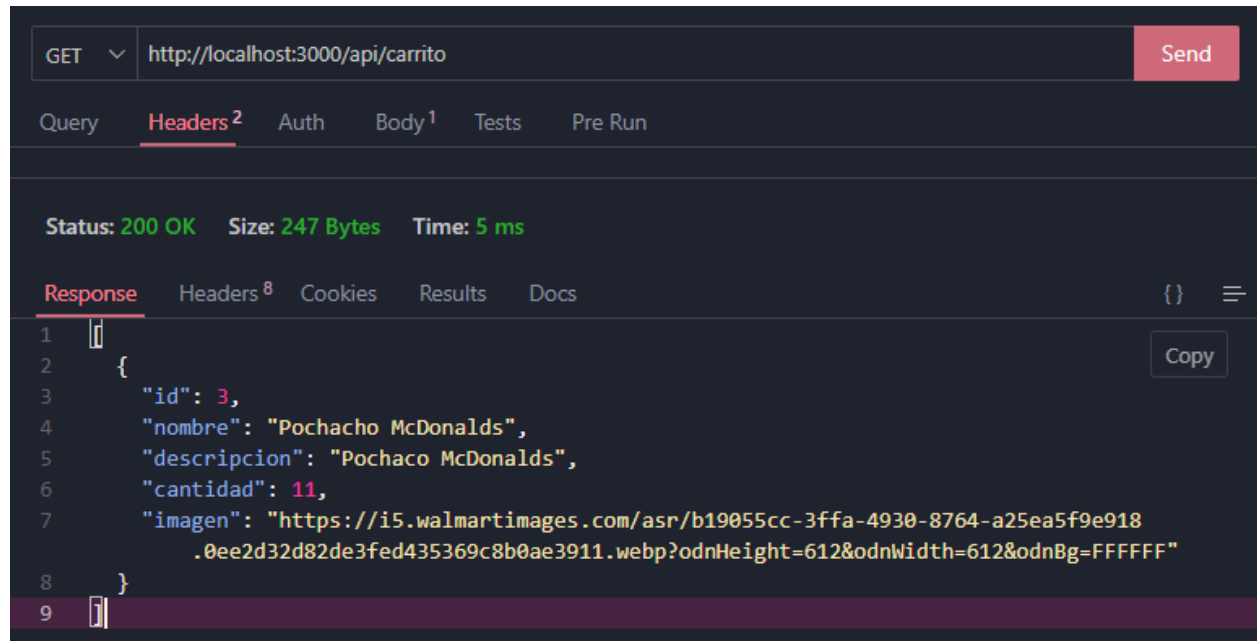 GET http://localhost:3000/api/carrito Send
Query Headers 2 Auth Body 1 Tests Pre Run
Status: 200 OK Size: 247 Bytes Time: 5 ms
Response Headers 8 Cookies Results Docs {}
1 [
Copy
2 {
3 "id": 3,
4 "nombre": "Pochacho McDonalds",
5 "descripcion": "Pochaco McDonalds",
6 "cantidad": 11,
7 "imagen": "https://i5.walmartimages.com/asr/b19055cc-3ffa-4930-8764-a25ea5f9e918
.0ee2d32d82de3fed435369c8b0ae3911.webp?odnHeight=612&odnWidth=612&odnBg=FFFFFF"
8 }
9 ]